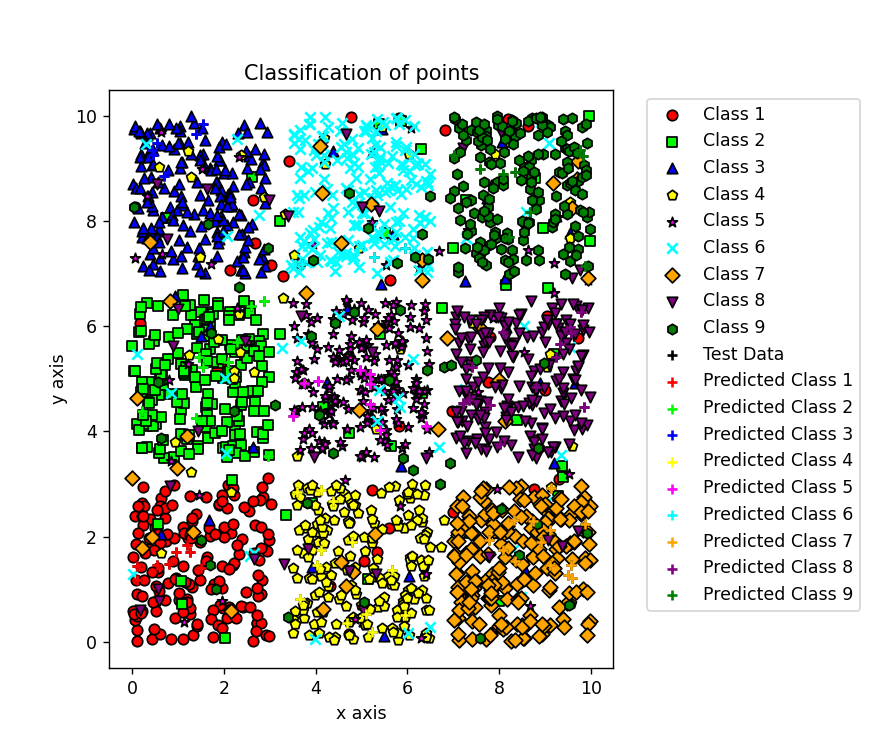 Classification of points
10
8
6
4
2
0
y axis
0 2 4 6 8 10
x axis
Class 1
Class 2
Class 3
Class 4
Class 5
Class 6
Class 7
Class 8
Class 9
Test Data
Predicted Class 1
Predicted Class 2
Predicted Class 3
Predicted Class 4
Predicted Class 5
Predicted Class 6
Predicted Class 7
Predicted Class 8
Predicted Class 9